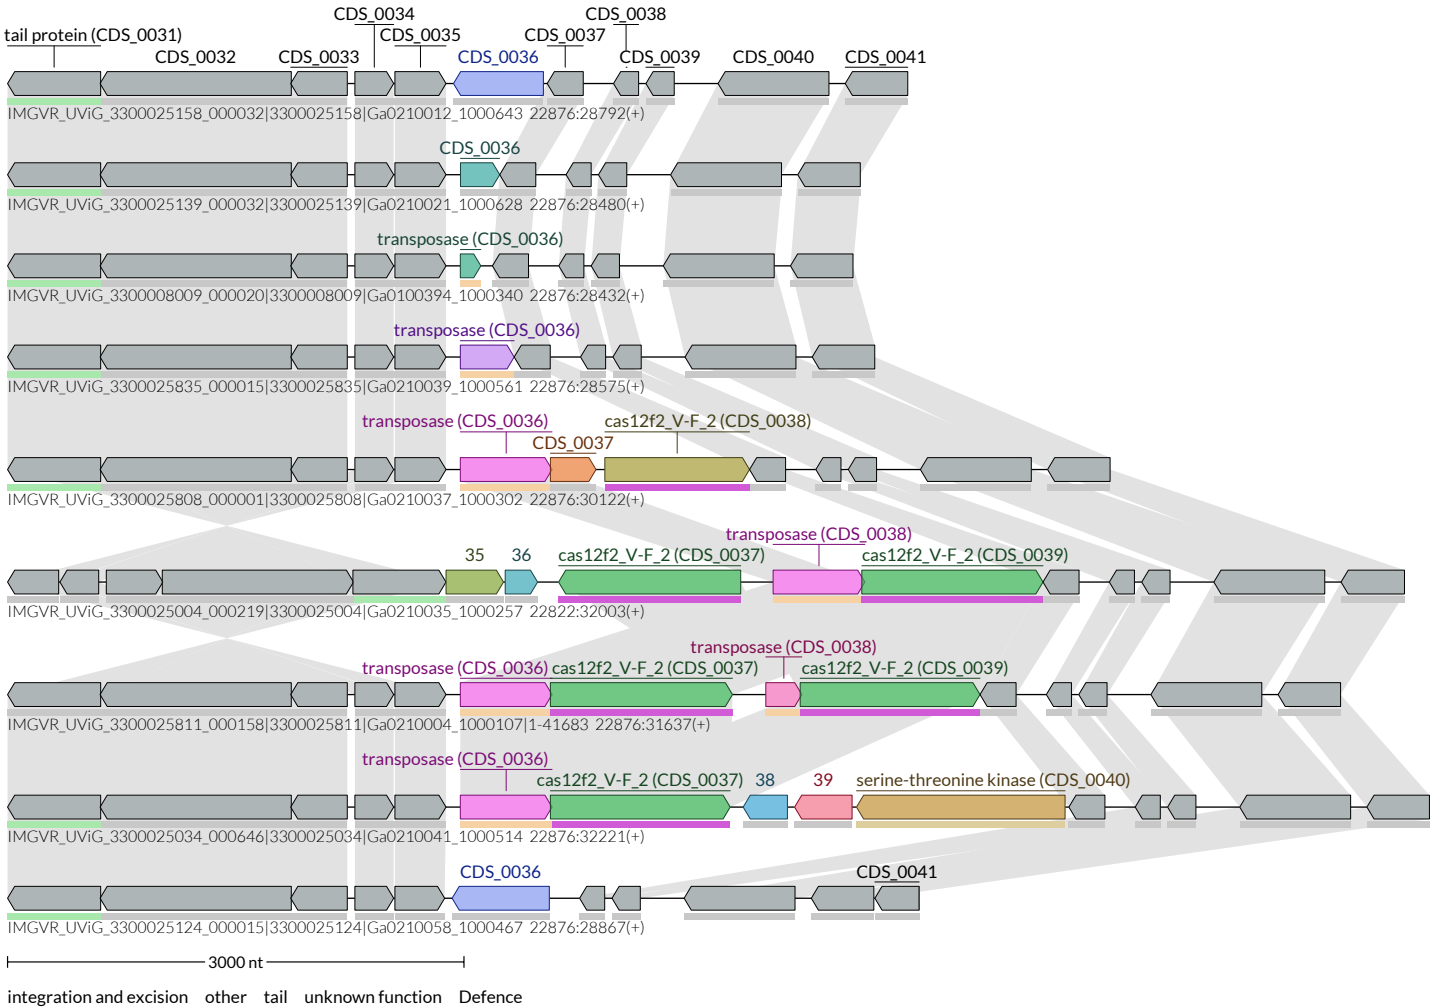 CDS_0034 CDS_0038
tail protein (CDS_0031) CDS_0035 CDS_0037
CDS_0032 CDS_0033 CDS_0036 CDS_0039 CDS_0040 CDS_0041
IMGVR_UViG_3300025158_000032|3300025158|Ga0210012_1000643 22876:28792(+)
CDS_0036
IMGVR_UViG_3300025139_000032|3300025139|Ga0210021_1000628 22876:28480(+)
transposase (CDS_0036)
IMGVR_UViG_3300008009_000020|3300008009|Ga0100394_1000340 22876:28432(+)
transposase (CDS_0036)
IMGVR_UViG_3300025835_000015|3300025835|Ga0210039_1000561 22876:28575(+)
transposase (CDS_0036) cas12f2_V-F_2 (CDS_0038)
CDS_0037
IMGVR_UViG_3300025808_000001|3300025808|Ga0210037_1000302 22876:30122(+)
transposase (CDS_0038)
35 36 cas12f2_V-F_2 (CDS_0037) cas12f2_V-F_2 (CDS_0039)
IMGVR_UViG_3300025004_000219|3300025004|Ga0210035_1000257 22822:32003(+)
transposase (CDS_0038)
transposase (CDS_0036) cas12f2_V-F_2 (CDS_0037) cas12f2_V-F_2 (CDS_0039)
IMGVR_UViG_3300025811_000158|3300025811|Ga0210004_1000107|1-41683 22876:31637(+)
transposase (CDS_0036)
cas12f2_V-F_2 (CDS_0037) 38 39 serine-threonine kinase (CDS_0040)
IMGVR_UViG_3300025034_000646|3300025034|Ga0210041_1000514 22876:32221(+)
CDS_0036 CDS_0041
IMGVR_UViG_3300025124_000015|3300025124|Ga0210058_1000467 22876:28867(+)
3000 nt
integration and excision other tail unknown function Defence